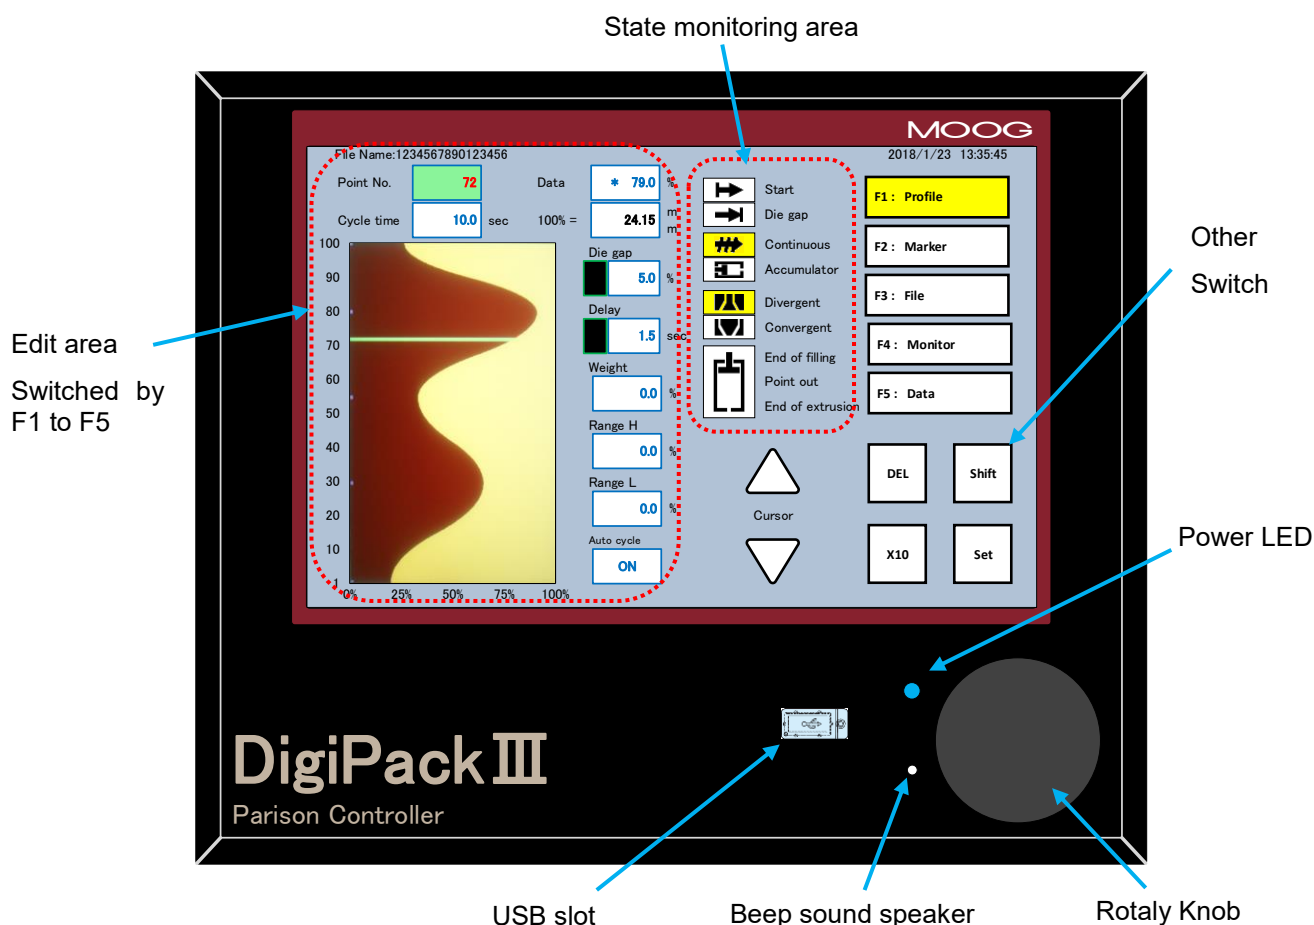 State monitoring area
MOOG
File Name:1234567890123456
2018/1/23 13:35:45
Point No.
72
Data
* 79.0 %
Cycle time
10.0 sec
100% =
24.15 m
m
100
90
80
70
60
50
40
30
20
10
1
0% 25% 50% 75% 100%
Die gap
5.0 %
Delay
1.5 sec
Weight
0.0 %
Range H
0.0 %
Range L
0.0 %
Auto cycle
ON
Start
Die gap
Continuous
Accumulator
Divergent
Convergent
End of filling
Point out
End of extrusion
Cursor
F1 : Profile
F2 : Marker
F3 : File
F4 : Monitor
F5 : Data
DEL
Shift
X10
Set
Other
Switch
Edit area
Switched by
F1 to F5
Power LED
DigiPack III
Parison Controller
USB slot
Beep sound speaker
Rotaly Knob